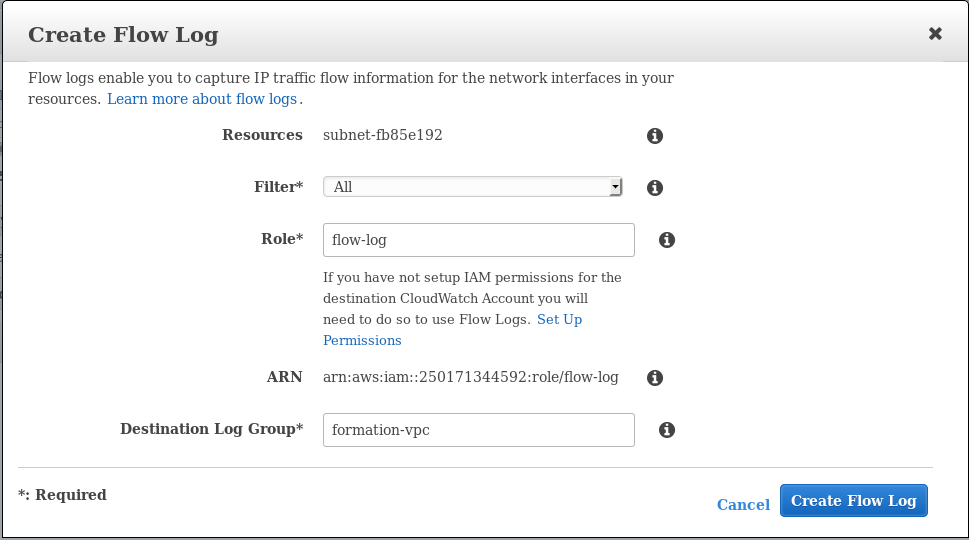 Create Flow Log
Flow logs enable you to capture IP traffic flow information for the network interfaces in your
resources. Learn more about flow logs.
Resources subnet-fb85e192
Filter* All
Role* flow-log
If you have not setup IAM permissions for the
destination CloudWatch Account you will
need to do so to use Flow Logs. Set Up
Permissions
ARN arn:aws:iam::250171344592:role/flow-log
Destination Log Group* formation-vpc
*: Required
Cancel Create Flow Log